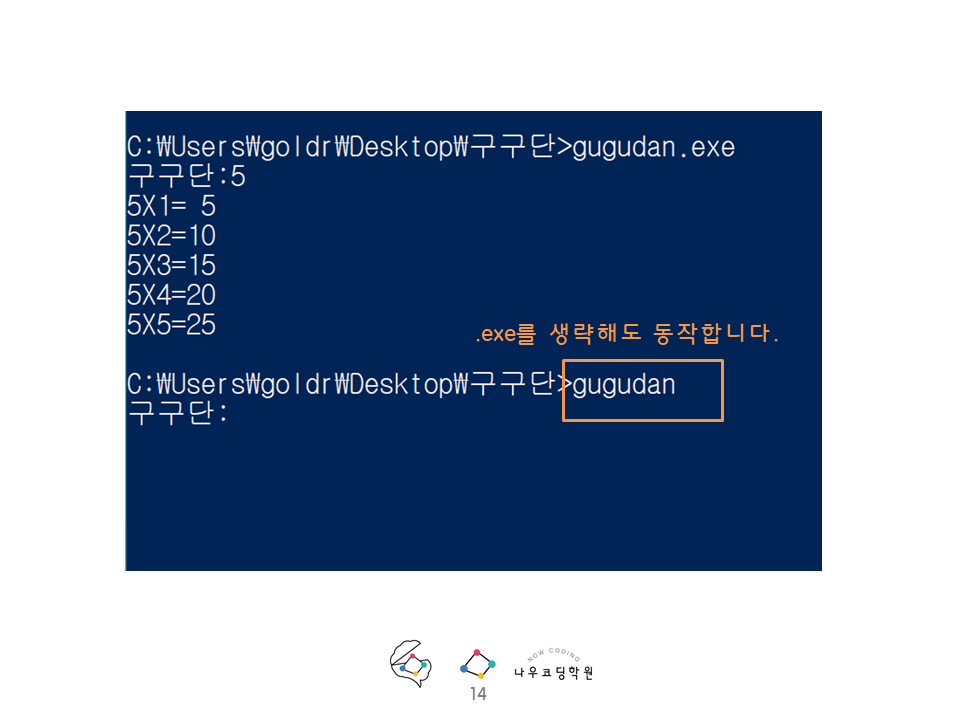 C:₩Users₩goldr₩Desktop₩구구단>gugudan.exe
구구단:5
5X1= 5
5X2=10
5X3=15
5X4=20
5X5=25
.exe를 생략해도 동작합니다.
C:₩Users₩goldr₩Desktop₩구구단>gugudan
구구단:
NOW CODING
나우코딩학원
14